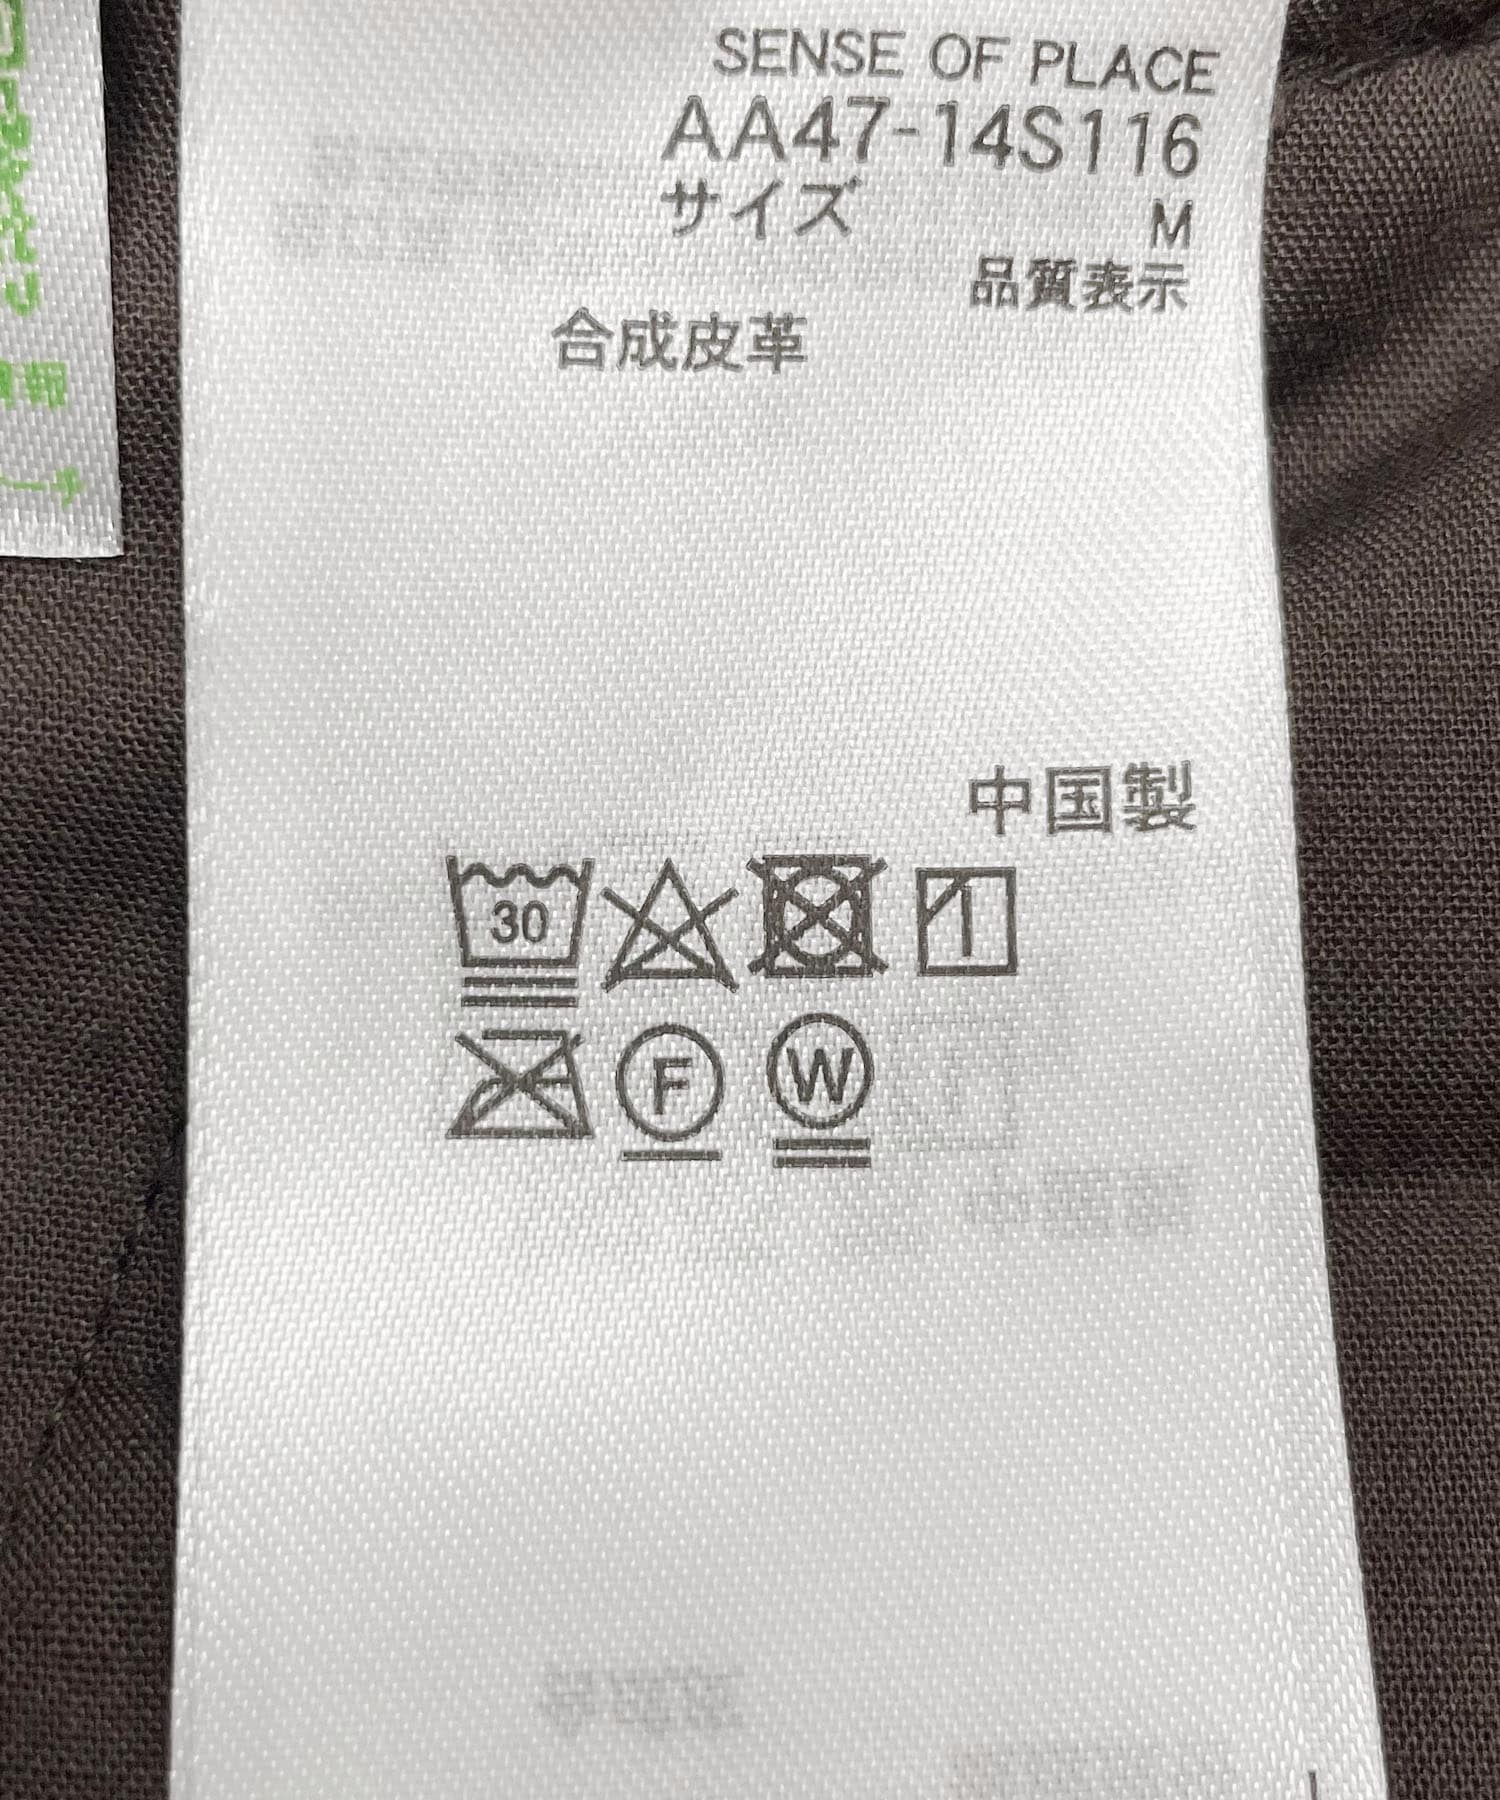 SENSE OF PLACE
AA47-14S116
サイズ M
品質表示
合成皮革
中国製
30
F W